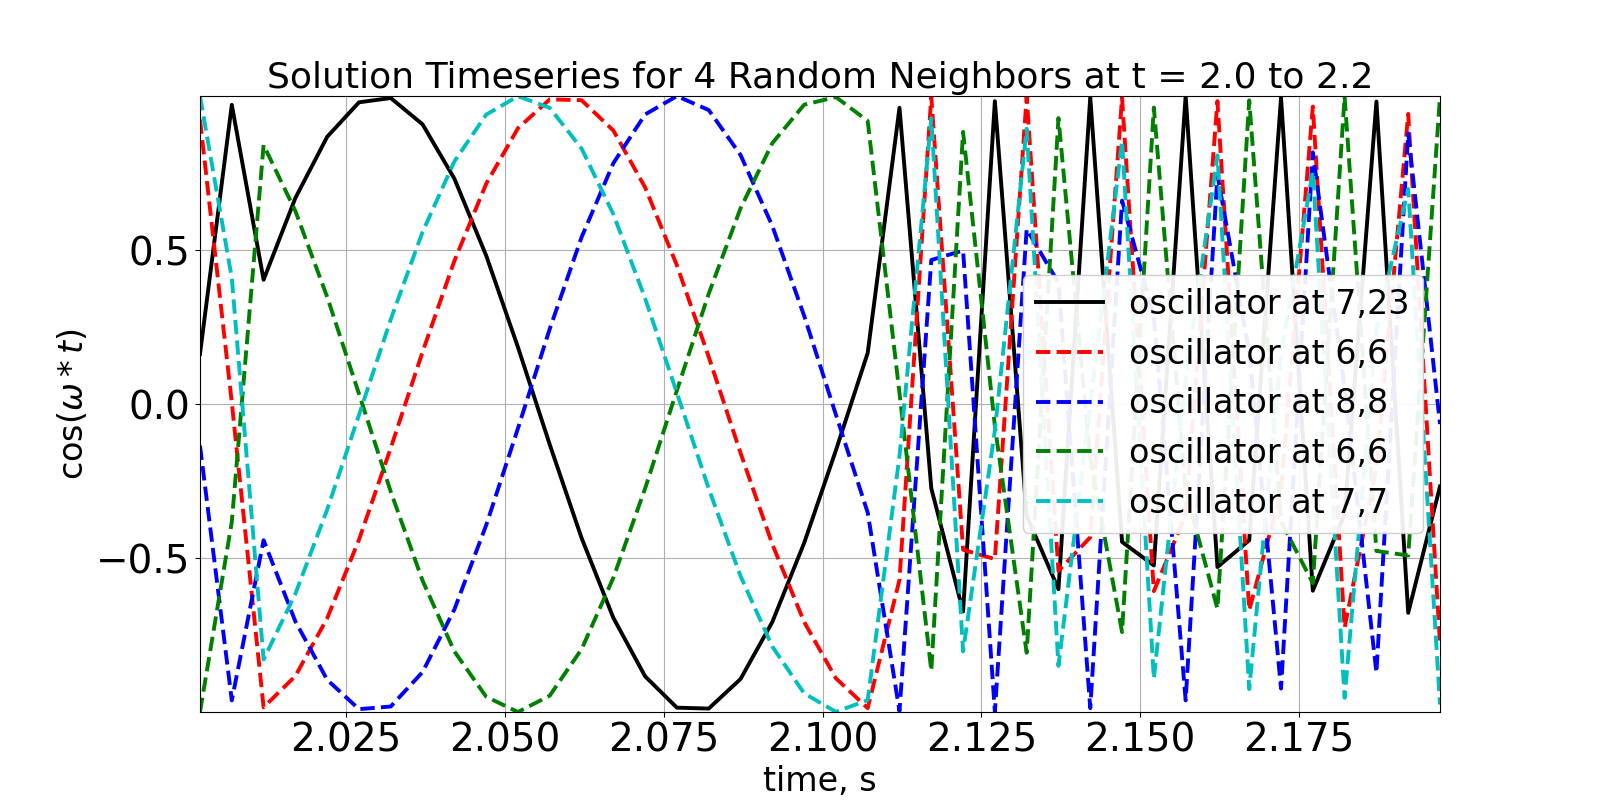 Solution Timeseries for 4 Random Neighbors at t = 2.0 to 2.2
cos(ω * t)
0.5
0.0
−0.5
oscillator at 7,23
oscillator at 6,6
oscillator at 8,8
oscillator at 6,6
oscillator at 7,7
2.025 2.050 2.075 2.100 2.125 2.150 2.175
time, s